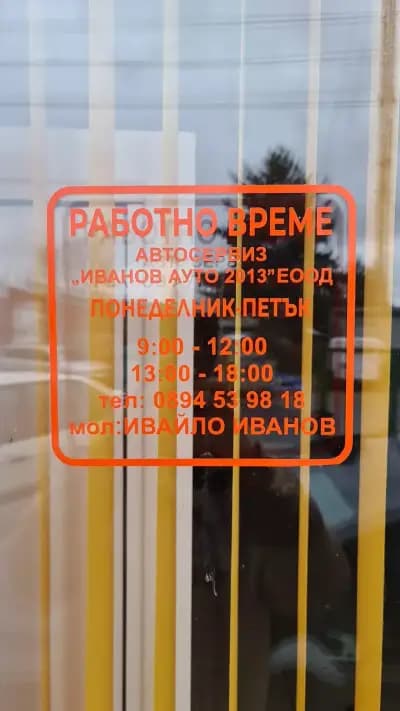 РАБОТНО ВРЕМЕ
АВТОСЕРВИЗ
„ИВАНОВ АУТО 2013”ЕООД
ПОНЕДЕЛНИК-ПЕТЪК
9:00 - 12:00
13:00 - 18:00
тел: 0894 53 98 18
мол:ИВАЙЛО ИВАНОВ